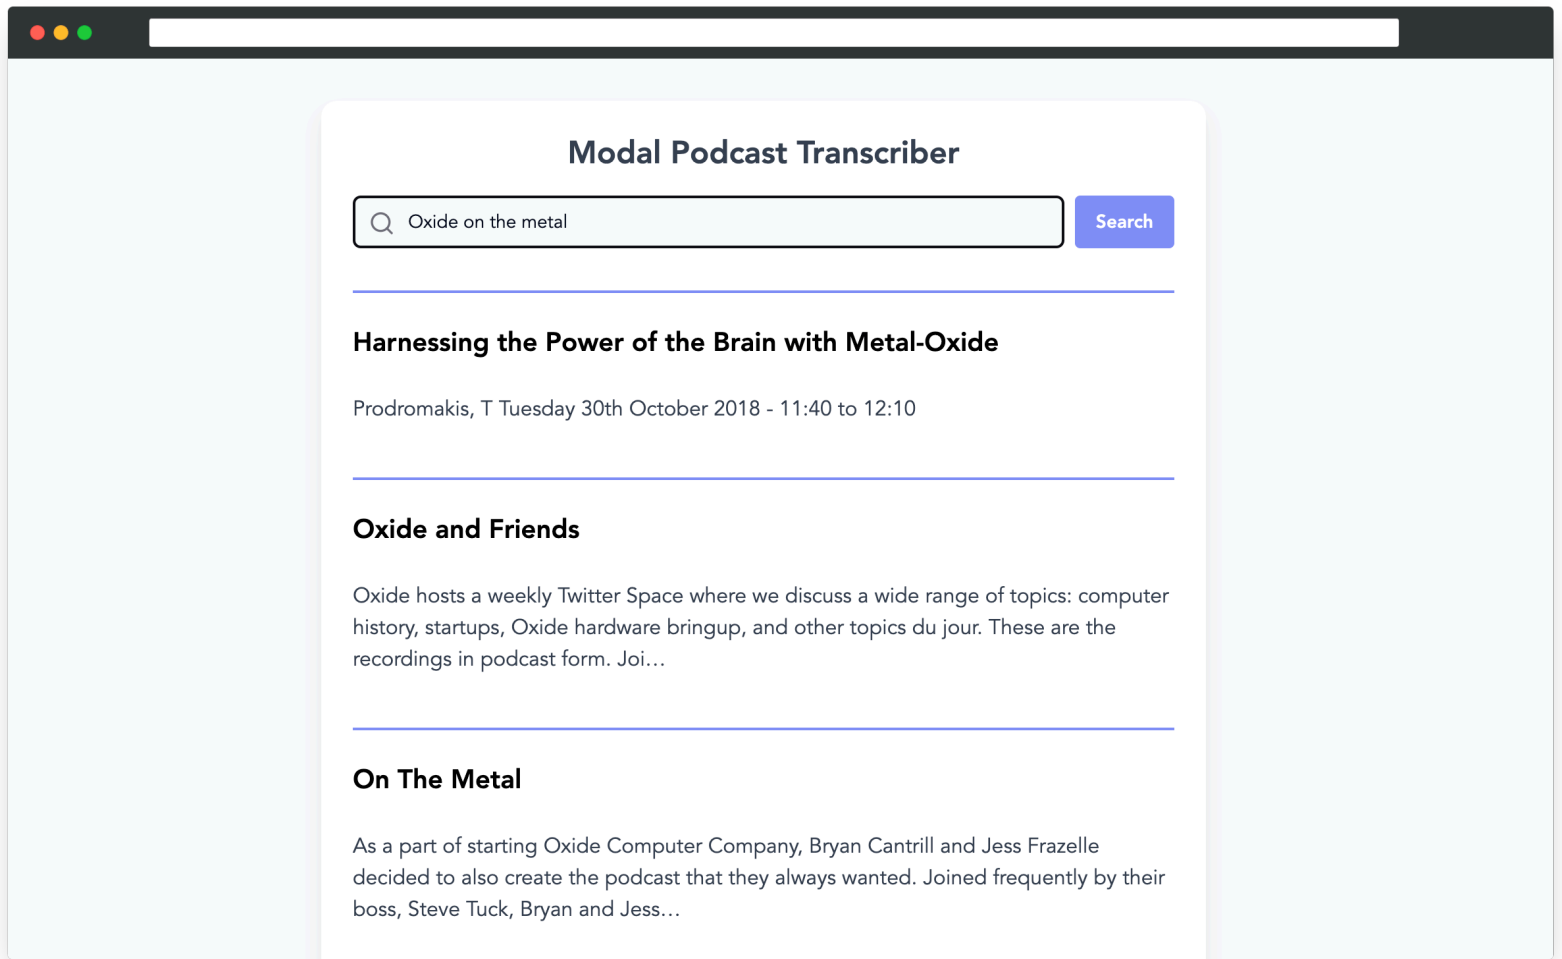 Modal Podcast Transcriber
Oxide on the metal
Search
Harnessing the Power of the Brain with Metal-Oxide
Prodromakis, T Tuesday 30th October 2018 - 11:40 to 12:10
Oxide and Friends
Oxide hosts a weekly Twitter Space where we discuss a wide range of topics: computer
history, startups, Oxide hardware bringup, and other topics du jour. These are the
recordings in podcast form. Joi…
On The Metal
As a part of starting Oxide Computer Company, Bryan Cantrill and Jess Frazelle
decided to also create the podcast that they always wanted. Joined frequently by their
boss, Steve Tuck, Bryan and Jess…